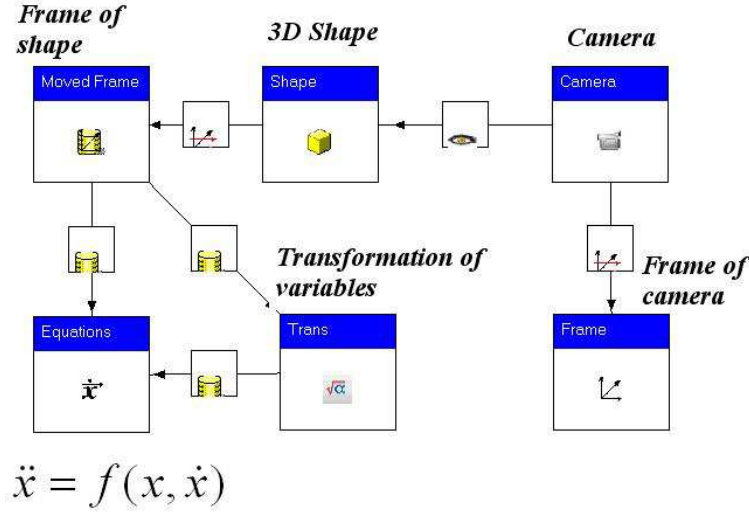 Frame of
shape
3D Shape
Camera
Moved Frame
Shape
Camera
Transformation of
variables
Frame of
camera
Equations
Trans
Frame
ẋ
√α
ẍ = f(x, ẋ)